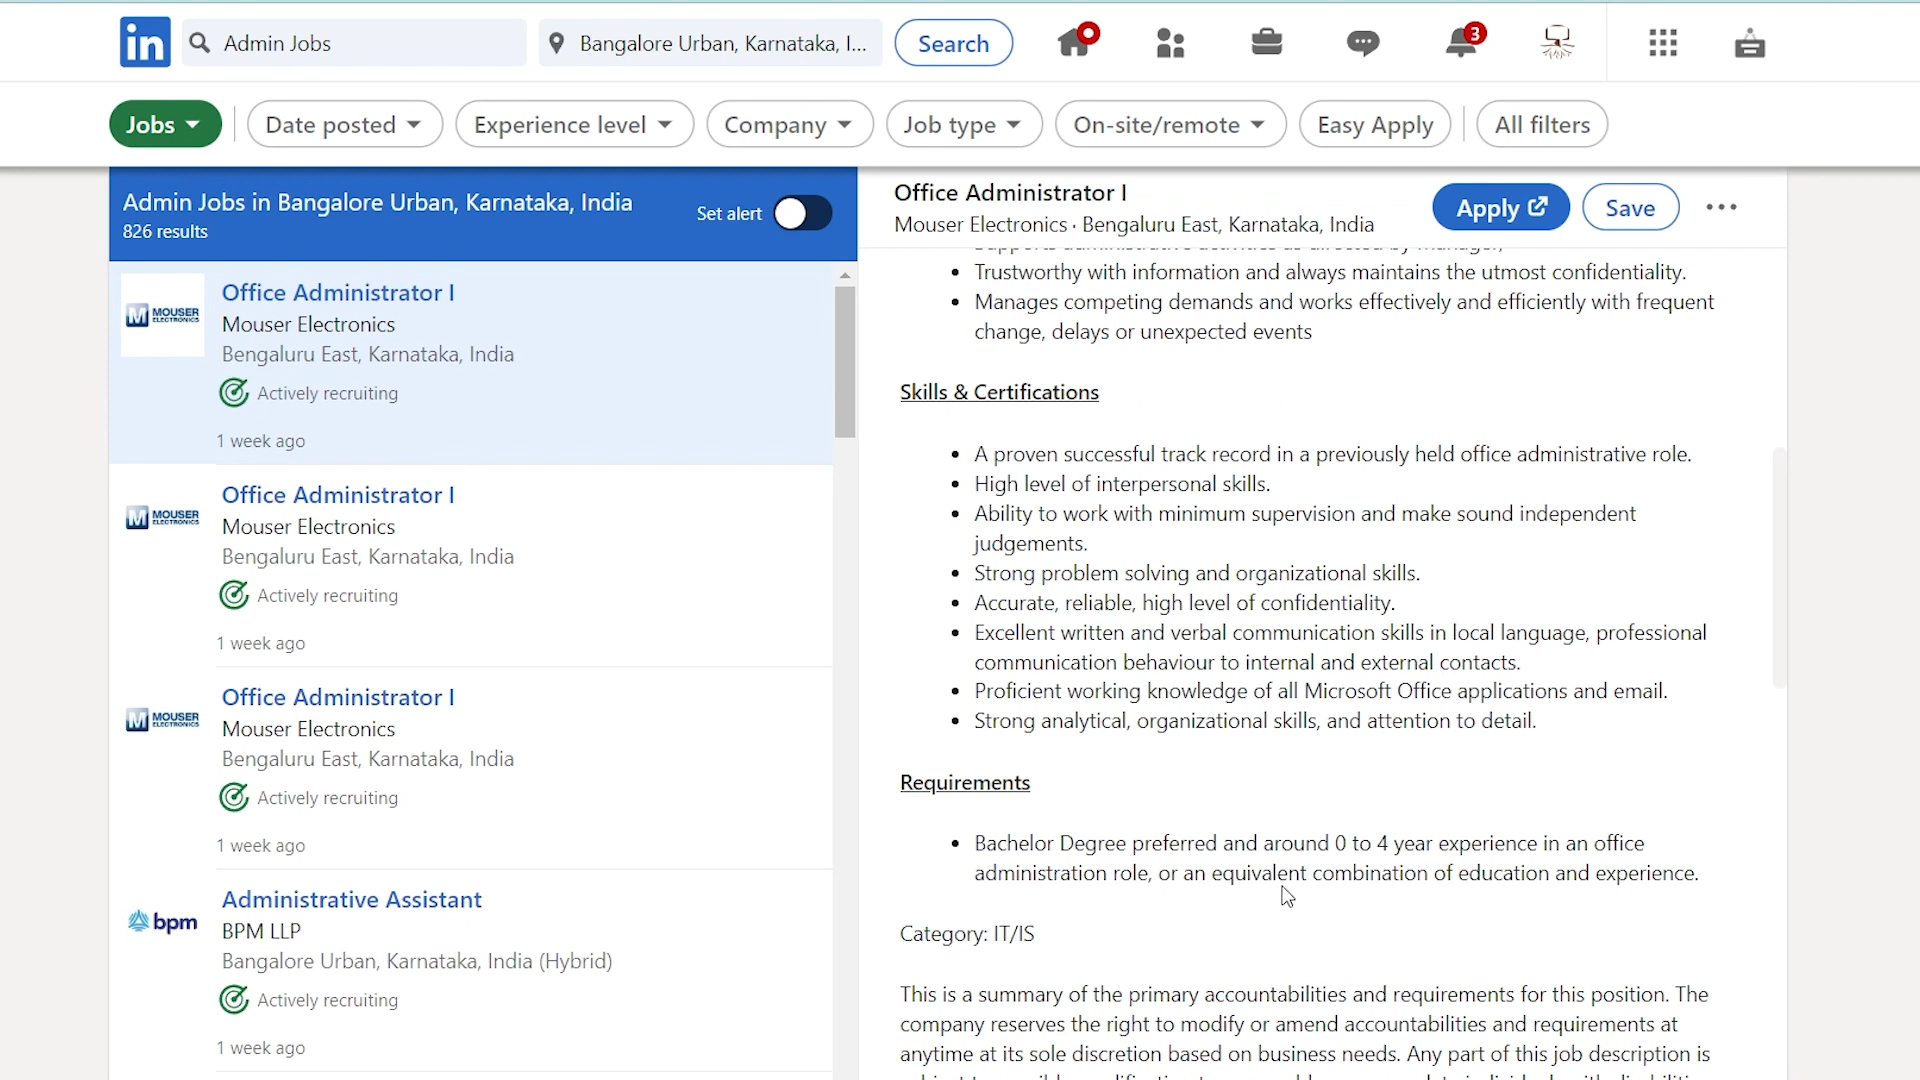 in
Admin Jobs
Bangalore Urban, Karnataka, I...
Search
3
Jobs
Date posted
Experience level
Company
Job type
On-site/remote
Easy Apply
All filters
Admin Jobs in Bangalore Urban, Karnataka, India
826 results
Set alert
MOUSER
ELECTRONICS
Office Administrator I
Mouser Electronics
Bengaluru East, Karnataka, India
Actively recruiting
1 week ago
MOUSER
ELECTRONICS
Office Administrator I
Mouser Electronics
Bengaluru East, Karnataka, India
Actively recruiting
1 week ago
MOUSER
ELECTRONICS
Office Administrator I
Mouser Electronics
Bengaluru East, Karnataka, India
Actively recruiting
1 week ago
bpm
Administrative Assistant
BPM LLP
Bangalore Urban, Karnataka, India (Hybrid)
Actively recruiting
1 week ago
Office Administrator I
Mouser Electronics · Bengaluru East, Karnataka, India
Apply
Save
• Trustworthy with information and always maintains the utmost confidentiality.
• Manages competing demands and works effectively and efficiently with frequent
change, delays or unexpected events
Skills & Certifications
• A proven successful track record in a previously held office administrative role.
• High level of interpersonal skills.
• Ability to work with minimum supervision and make sound independent
judgements.
• Strong problem solving and organizational skills.
• Accurate, reliable, high level of confidentiality.
• Excellent written and verbal communication skills in local language, professional
communication behaviour to internal and external contacts.
• Proficient working knowledge of all Microsoft Office applications and email.
• Strong analytical, organizational skills, and attention to detail.
Requirements
• Bachelor Degree preferred and around 0 to 4 year experience in an office
administration role, or an equivalent combination of education and experience.
Category: IT/IS
This is a summary of the primary accountabilities and requirements for this position. The
company reserves the right to modify or amend accountabilities and requirements at
anytime at its sole discretion based on business needs. Any part of this job description is